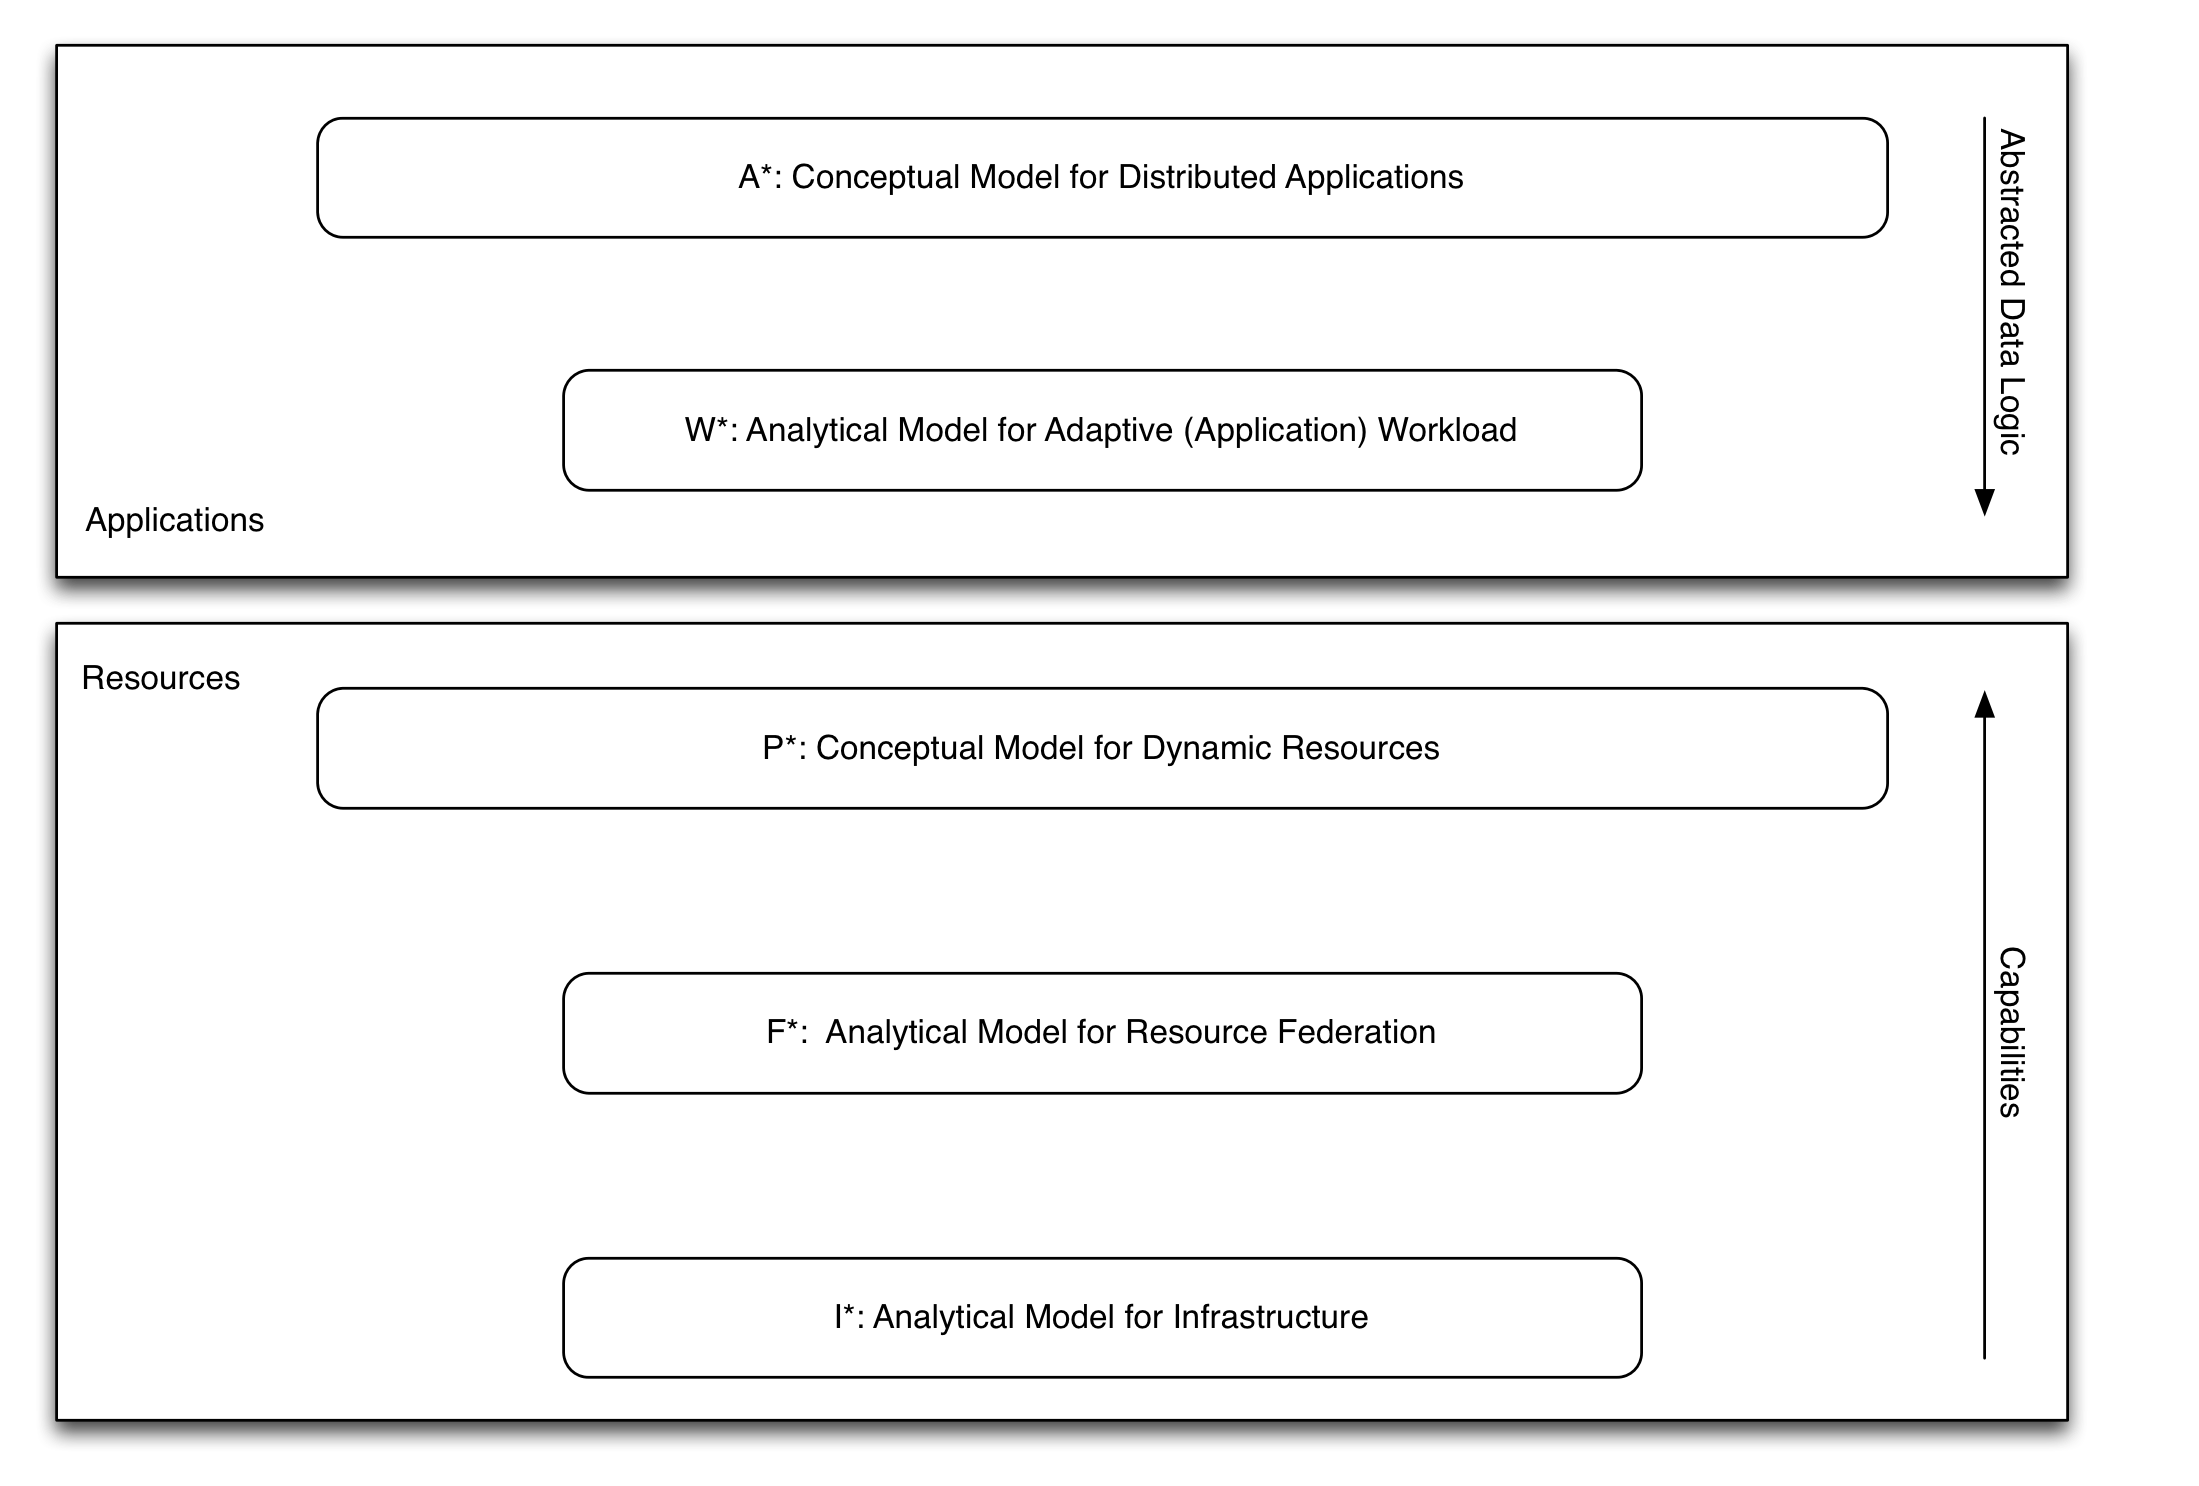 A*: Conceptual Model for Distributed Applications
Abstracted Data Logic
W*: Analytical Model for Adaptive (Application) Workload
Applications
Resources
P*: Conceptual Model for Dynamic Resources
F*:  Analytical Model for Resource Federation
Capabilities
I*: Analytical Model for Infrastructure